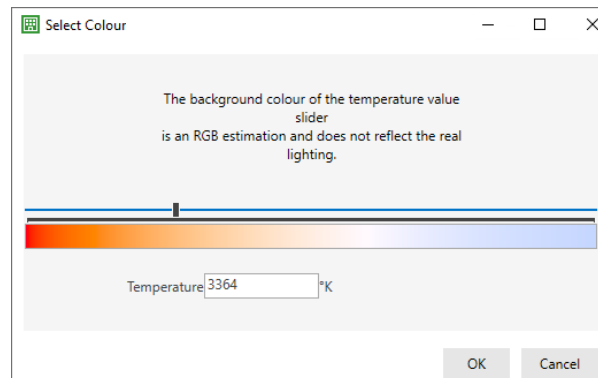 Select Colour
The background colour of the temperature value
slider
is an RGB estimation and does not reflect the real
lighting.
Temperature 3364 °K
OK Cancel